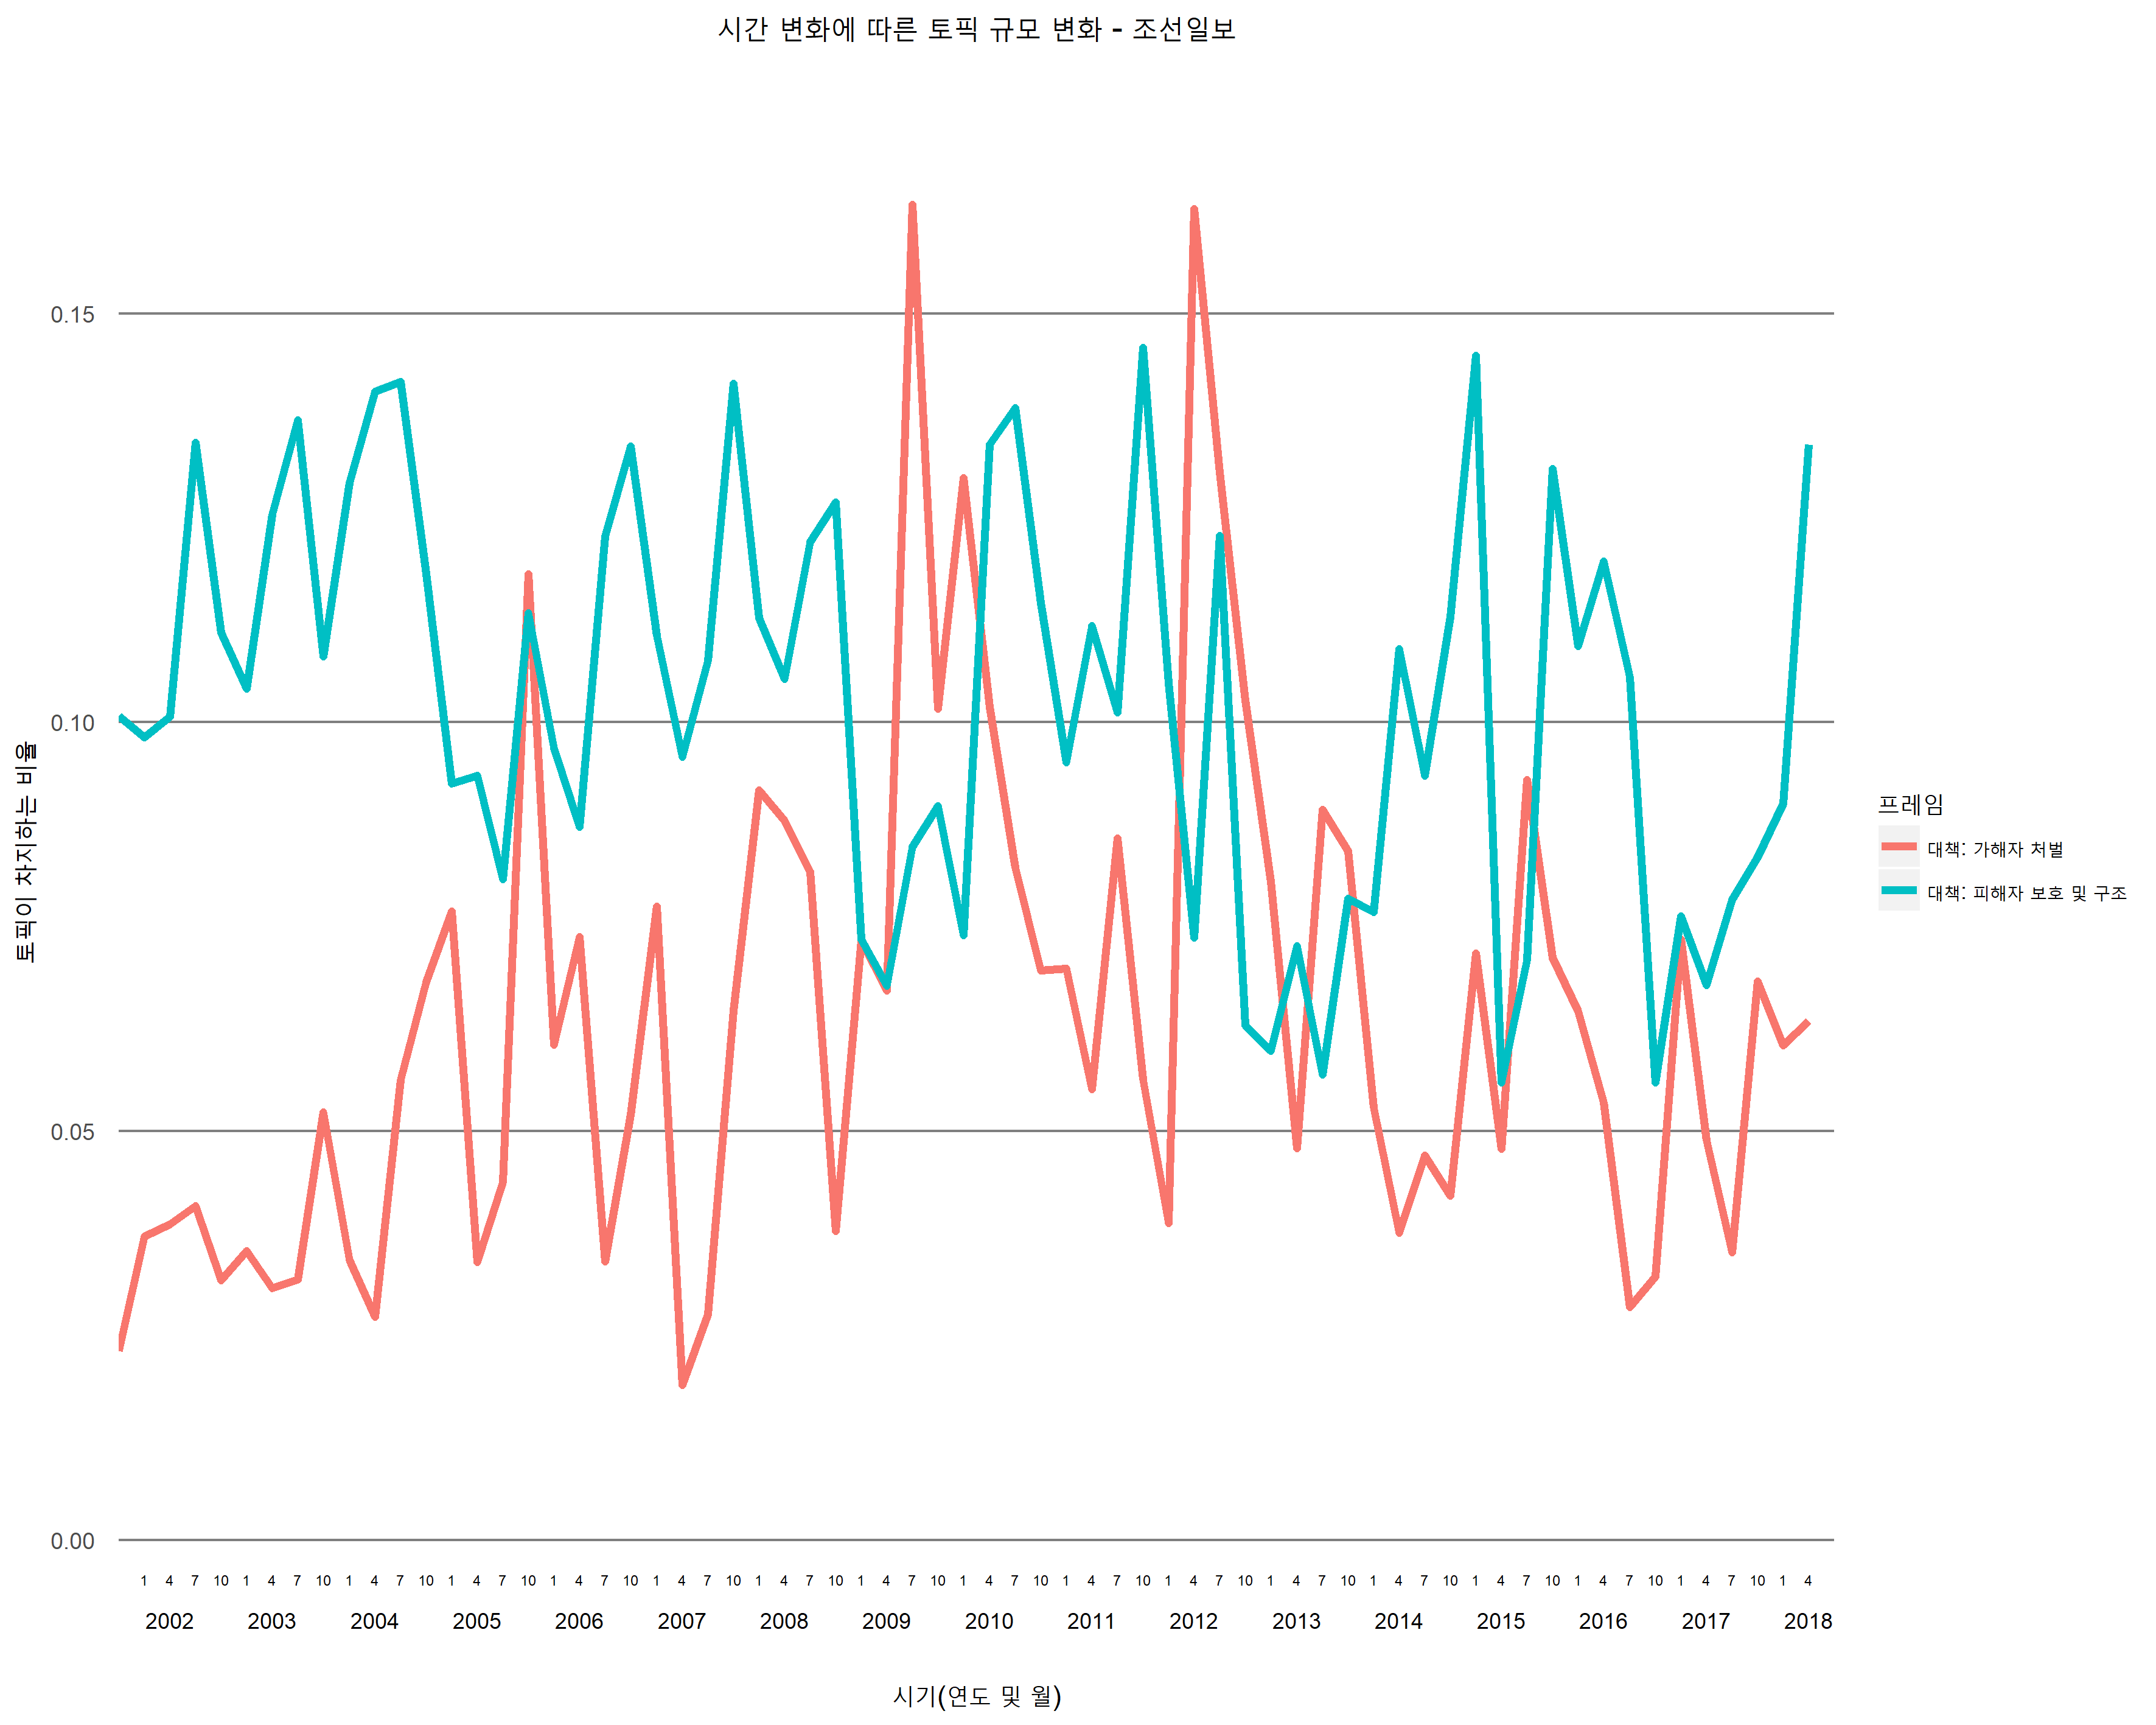 시간 변화에 따른 토픽 규모 변화 - 조선일보
토픽이 차지하는 비율
0.15
0.10
0.05
0.00
1 4 7 10 1 4 7 10 1 4 7 10 1 4 7 10 1 4 7 10 1 4 7 10 1 4 7 10 1 4 7 10 1 4 7 10 1 4 7 10 1 4 7 10 1 4 7 10 1 4 7 10 1 4 7 10 1 4 7 10 1 4 7 10 1 4
2002 2003 2004 2005 2006 2007 2008 2009 2010 2011 2012 2013 2014 2015 2016 2017 2018
시기(연도 및 월)
프레임
대책: 가해자 처벌
대책: 피해자 보호 및 구조